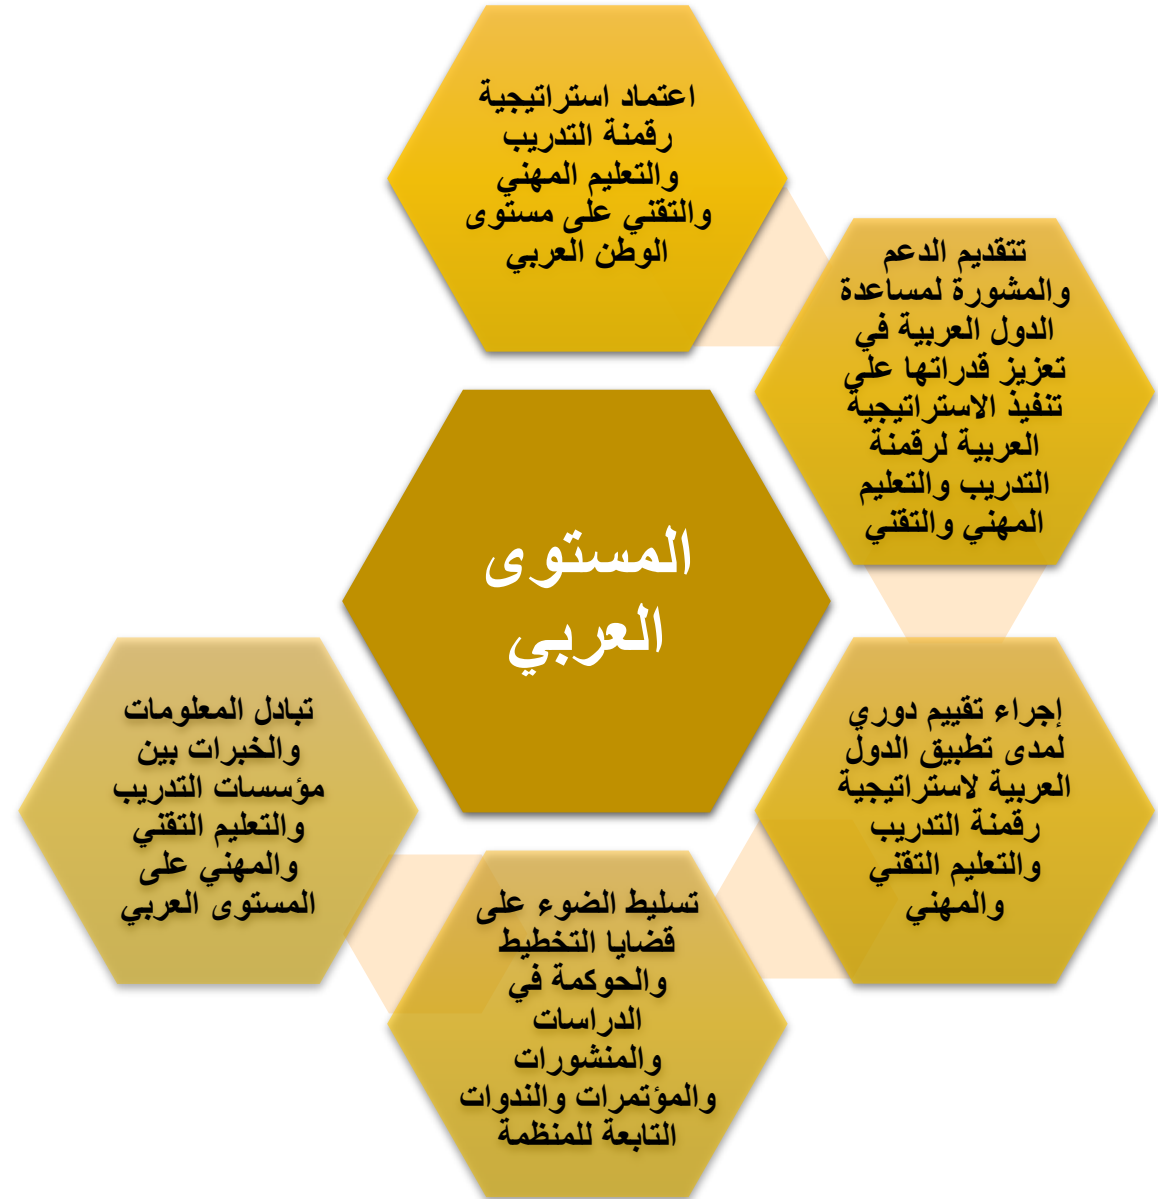 اعتماد استراتيجية
رقمنة التدريب
والتعليم المهني
والتقني على مستوى
الوطن العربي
تتقديم الدعم
والمشورة لمساعدة
الدول العربية في
تعزيز قدراتها على
تنفيذ الاستراتيجية
العربية لرقمنة
التدريب والتعليم
المهني والتقني
المستوى
العربي
إجراء تقييم دوري
لمدى تطبيق الدول
العربية لاستراتيجية
رقمنة التدريب
والتعليم التقني
والمهني
تسليط الضوء على
قضايا التخطيط
والحوكمة في
الدراسات
والمنشورات
والمؤتمرات والندوات
التابعة للمنظمة
تبادل المعلومات
والخبرات بين
مؤسسات التدريب
والتعليم التقني
والمهني على
المستوى العربي